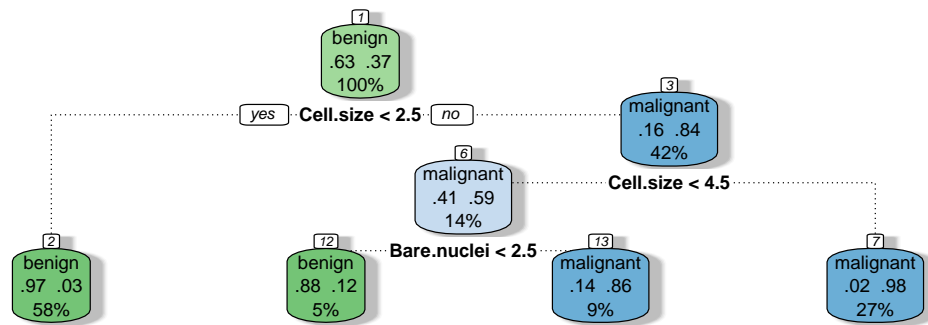 1
benign
.63 .37
100%
yes Cell.size < 2.5 no
3
malignant
.16 .84
42%
6
malignant
.41 .59
14%
Cell.size < 4.5
2
benign
.97 .03
58%
12
benign
.88 .12
5%
Bare.nuclei < 2.5
13
malignant
.14 .86
9%
7
malignant
.02 .98
27%